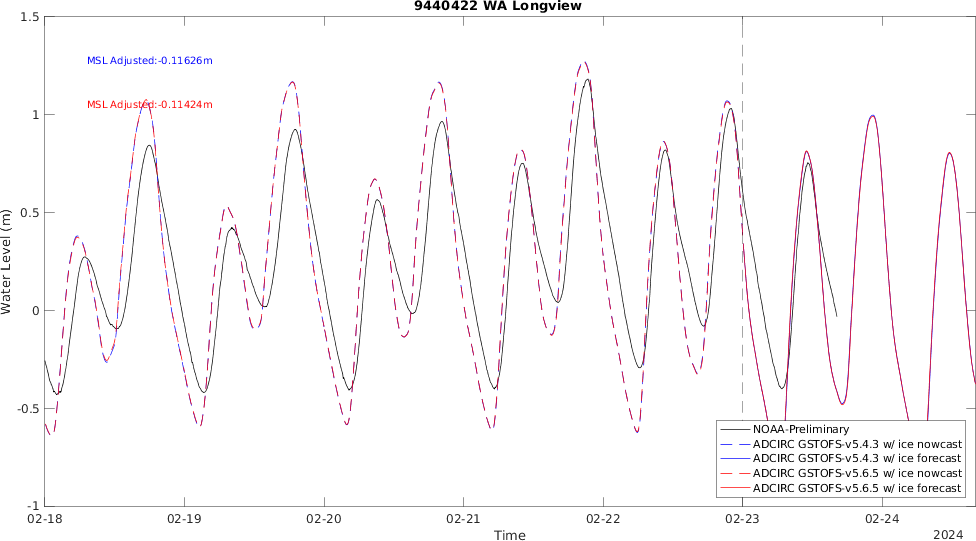 9440422 WA Longview
1.5
MSL Adjusted:-0.11626m
MSL Adjusted:-0.11424m
1
0.5
0
-0.5
-1
Water Level (m)
NOAA-Preliminary
ADCIRC GSTOFS-v5.4.3 w/ ice nowcast
ADCIRC GSTOFS-v5.4.3 w/ ice forecast
ADCIRC GSTOFS-v5.6.5 w/ ice nowcast
ADCIRC GSTOFS-v5.6.5 w/ ice forecast
02-18 02-19 02-20 02-21 02-22 02-23 02-24
Time
2024